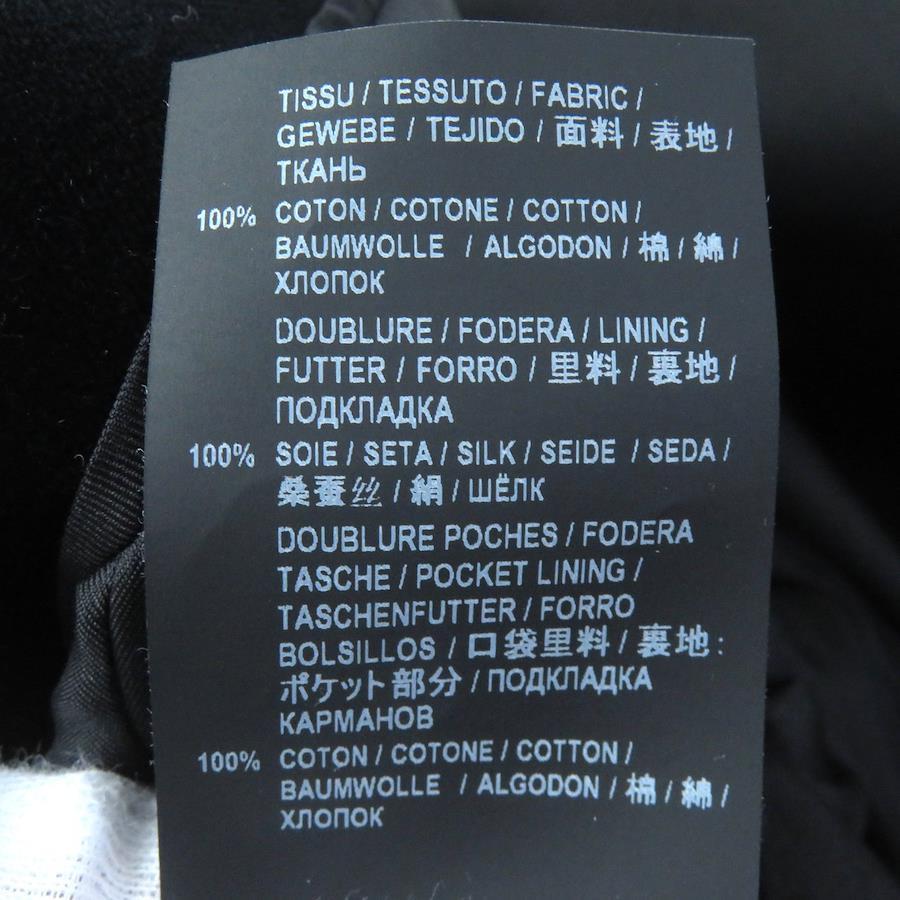 TISSU / TESSUTO / FABRIC /
GEWEBE / TEJIDO / 面料 / 表地 /
ТКАНЬ
100% COTON / COTONE / COTTON /
BAUMWOLLE / ALGODON / 棉 / 綿 /
ХЛОПОК
DOUBLURE / FODERA / LINING /
FUTTER / FORRO / 里料 / 裏地 /
ПОДКЛАДКА
100% SOIE / SETA / SILK / SEIDE / SEDA /
桑蚕丝 / 絹 / ШЁЛК
DOUBLURE POCHES / FODERA
TASCHE / POCKET LINING /
TASCHENFUTTER / FORRO
BOLSILLOS / 口袋里料 / 裏地:
ポケット部分 / ПОДКЛАДКА
КАРМАНОВ
100% COTON / COTONE / COTTON /
BAUMWOLLE / ALGODON / 棉 / 綿 /
ХЛОПОК